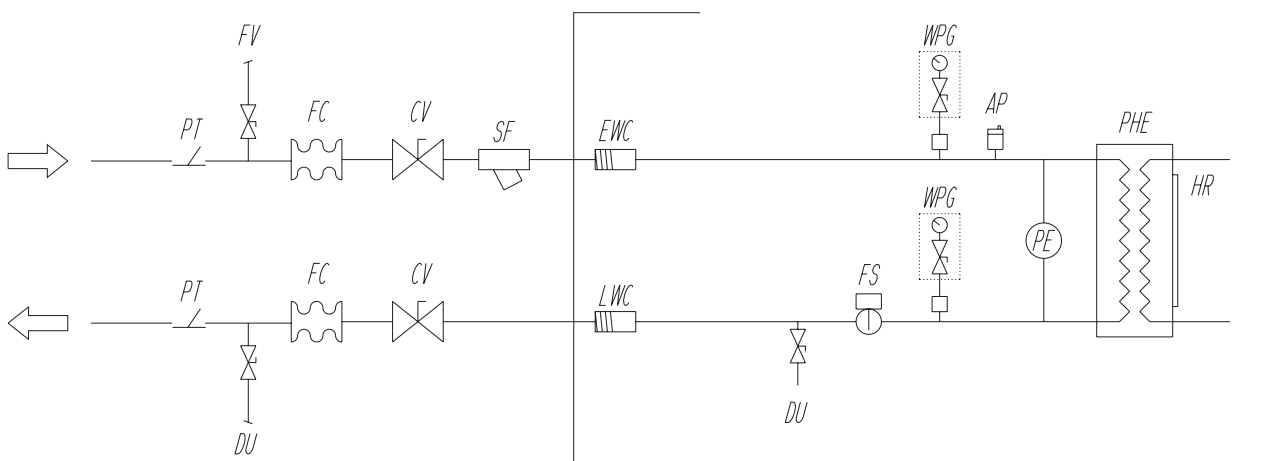 FV
WPG
PT
FC
CV
SF
EWC
AP
PHE
HR
WPG
PE
PT
FC
CV
LWC
FS
DU
DU